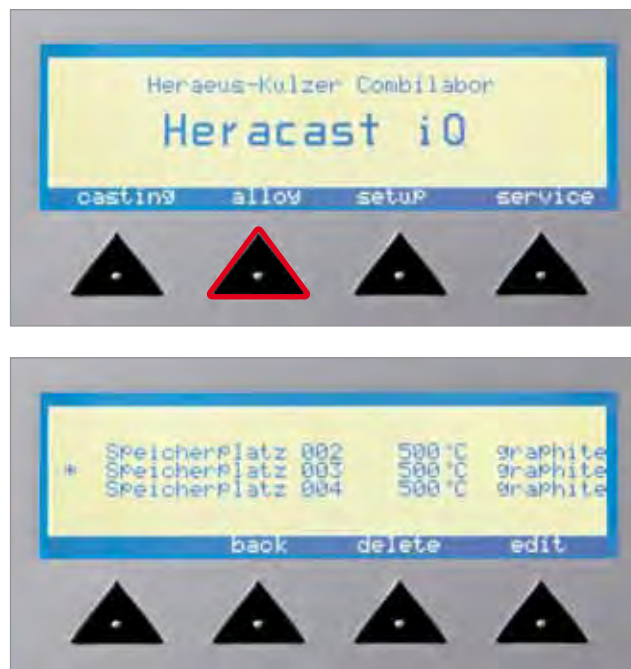 Heraeus-Kulzer Combilabor
Heracast iQ
casting alloy setup service
Speicherplatz 002 500°C graphite
* Speicherplatz 003 500°C graphite
Speicherplatz 004 500°C graphite
back delete edit